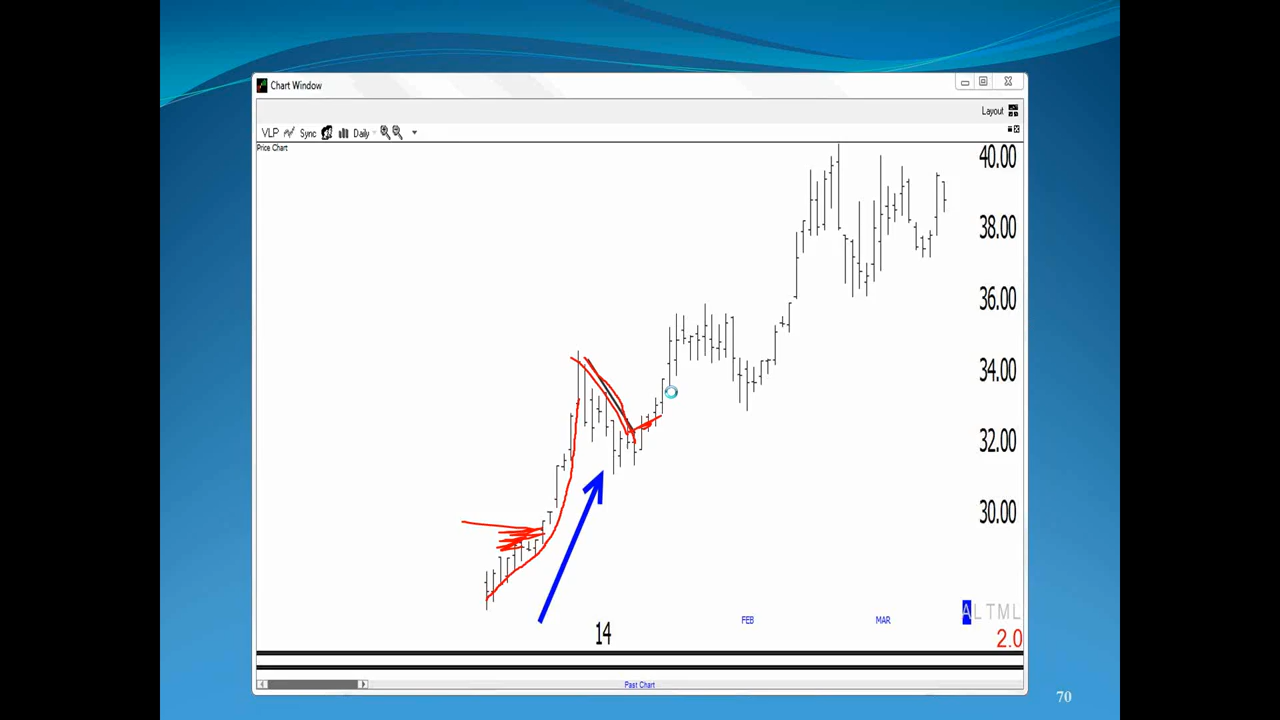 Chart Window
Layout
VLP Sync Daily
Price Chart
40.00
38.00
36.00
34.00
32.00
30.00
14 FEB MAR
A L T M L
2.0
Past Chart
70